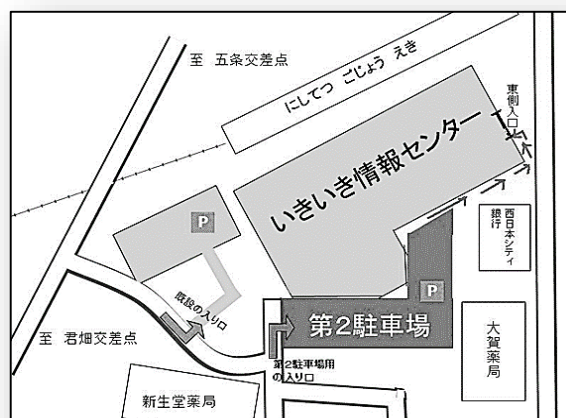 至 五条交差点
にしてつ ごじょう えき
東側入口
いきいき情報センター
P
西日本シティ
銀行
既設の入り口
P
第2駐車場
至 君畑交差点
大賀薬局
第2駐車場用
の入り口
新生堂薬局